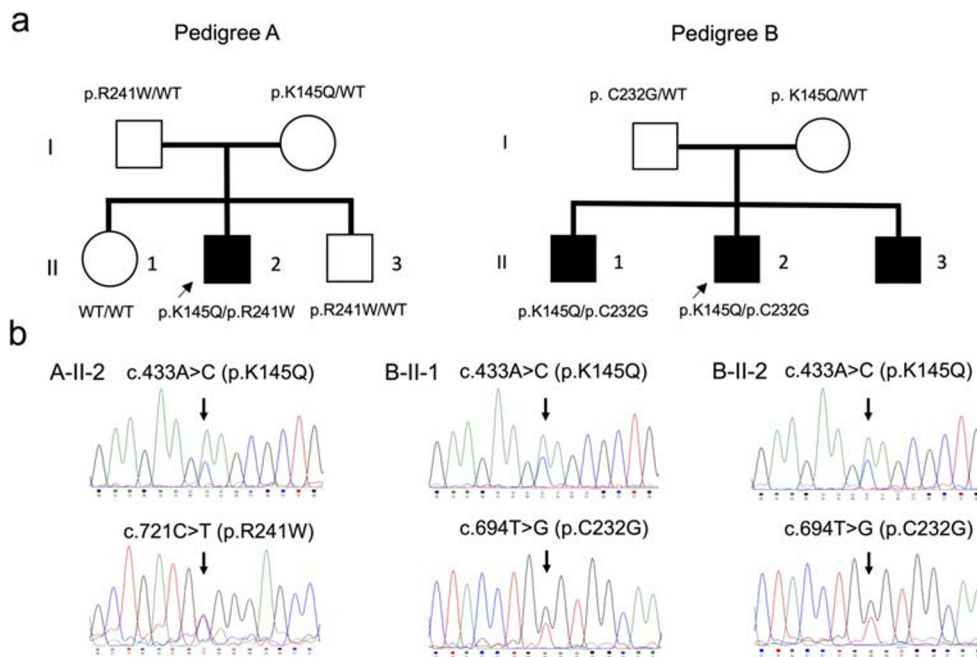 a
Pedigree A
Pedigree B
p.R241W/WT
p.K145Q/WT
p. C232G/WT
p. K145Q/WT
I
I
II
1
2
3
II
1
2
3
WT/WT
p.K145Q/p.R241W
p.R241W/WT
p.K145Q/p.C232G
p.K145Q/p.C232G
b
A-II-2
c.433A>C (p.K145Q)
B-II-1
c.433A>C (p.K145Q)
B-II-2
c.433A>C (p.K145Q)
c.721C>T (p.R241W)
c.694T>G (p.C232G)
c.694T>G (p.C232G)